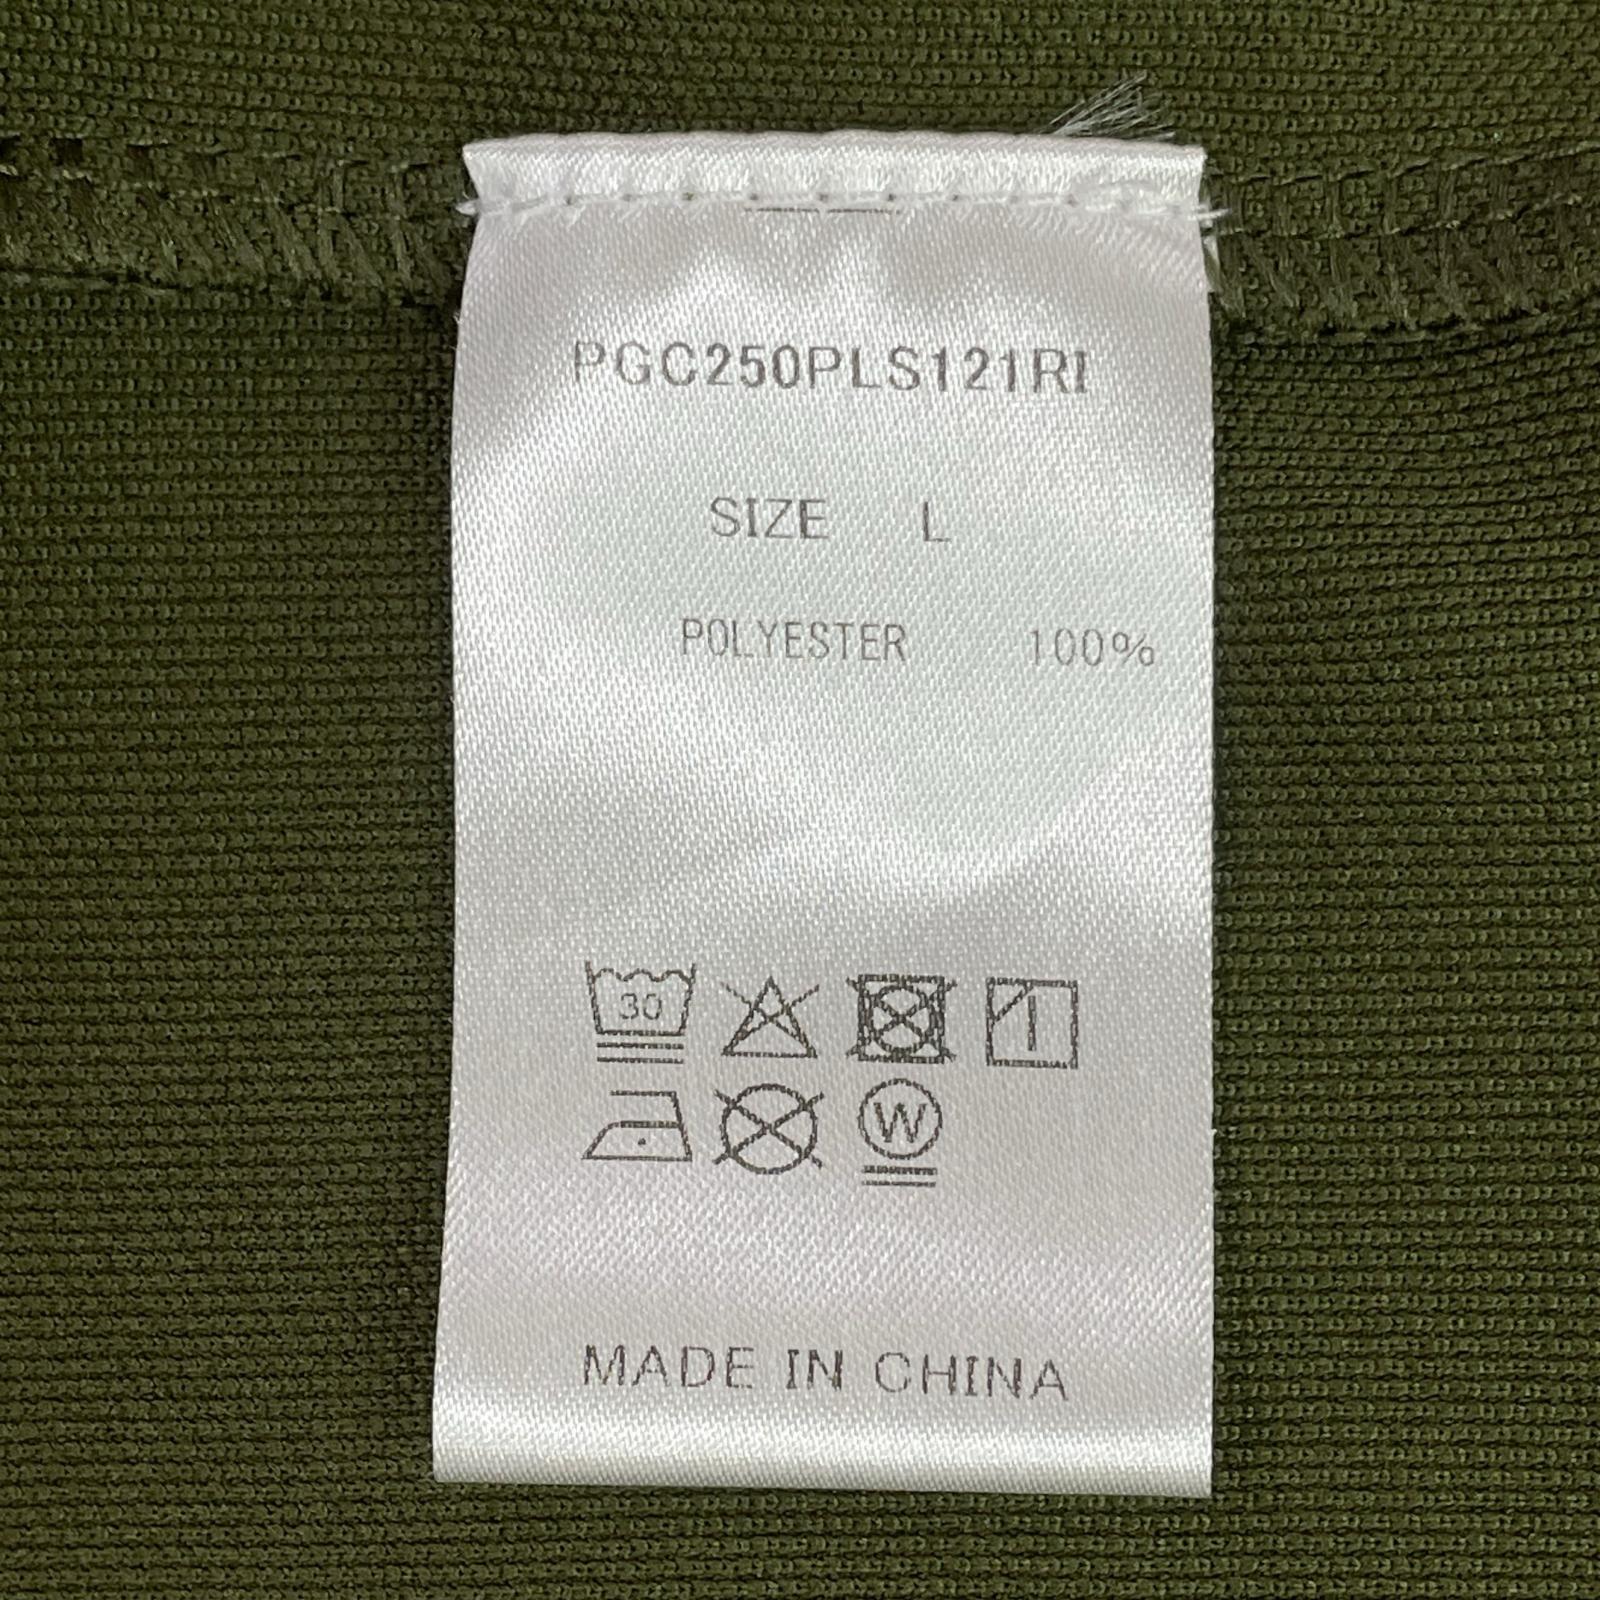 PGC250PLS121RI
SIZE L
POLYESTER 100%
30
W
MADE IN CHINA